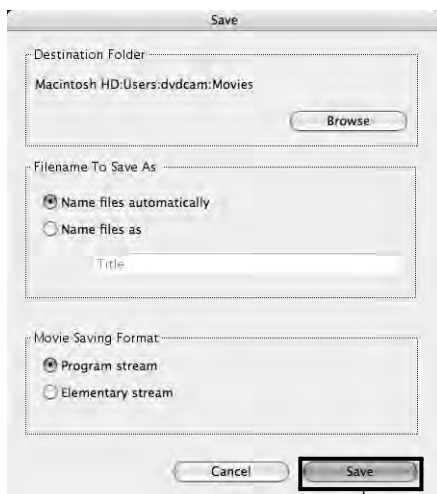 Save
Destination Folder
Macintosh HD:Users:dvdcam:Movies
Browse
Filename To Save As
Name files automatically
Name files as
Title
Movie Saving Format
Program stream
Elementary stream
Cancel
Save